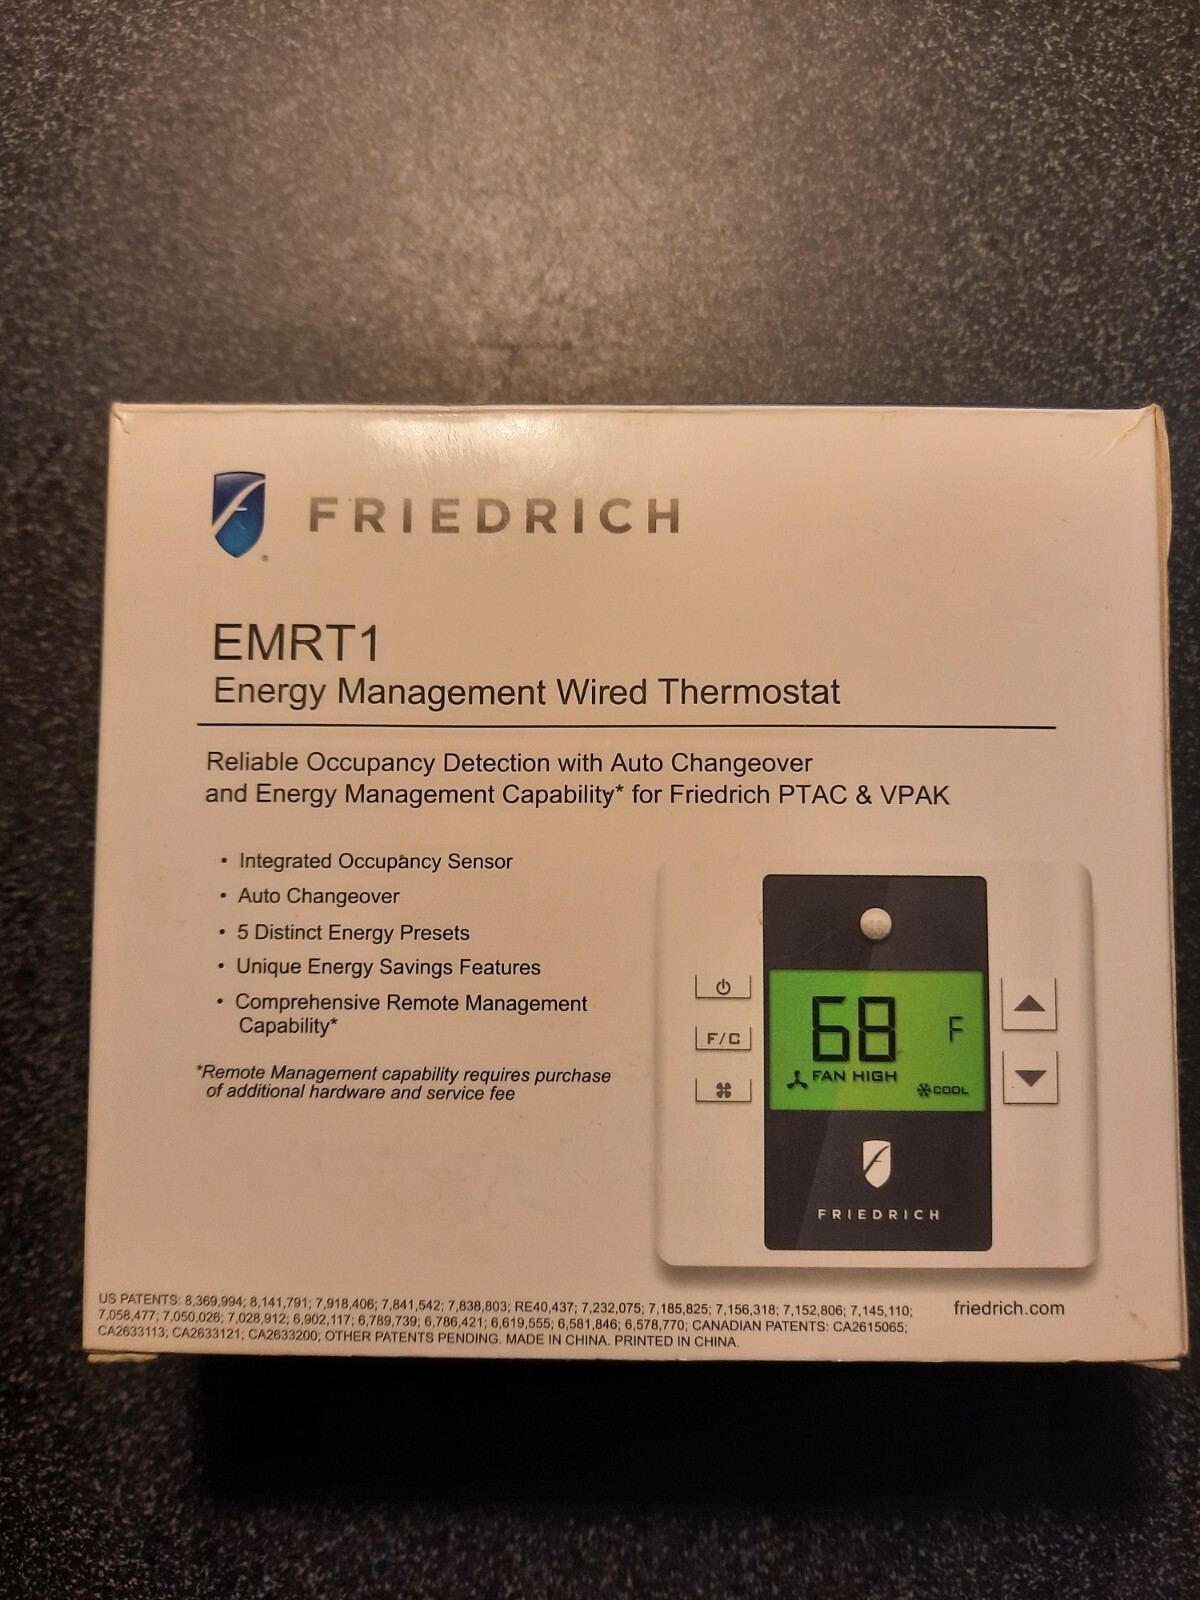 FRIEDRICH
EMRT1
Energy Management Wired Thermostat
Reliable Occupancy Detection with Auto Changeover
and Energy Management Capability* for Friedrich PTAC & VPAK
• Integrated Occupancy Sensor
• Auto Changeover
• 5 Distinct Energy Presets
• Unique Energy Savings Features
• Comprehensive Remote Management
Capability*
*Remote Management capability requires purchase
of additional hardware and service fee
F/C
68 F
FAN HIGH
COOL
FRIEDRICH
US PATENTS: 8,369,994; 8,141,791; 7,918,406; 7,841,542; 7,838,803; RE40,437; 7,232,075; 7,185,825; 7,156,318; 7,152,806; 7,145,110;
7,058,477; 7,050,026; 7,028,912; 6,902,117; 6,789,739; 6,786,421; 6,619,555; 6,581,846; 6,578,770; CANADIAN PATENTS: CA2615065;
CA2633113; CA2633121; CA2633200; OTHER PATENTS PENDING. MADE IN CHINA. PRINTED IN CHINA.
friedrich.com